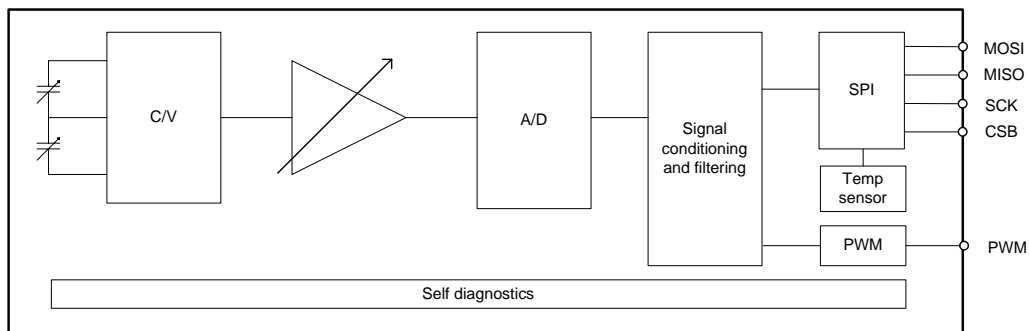 C/V
A/D
Signal
conditioning
and filtering
SPI
MOSI
MISO
SCK
CSB
Temp
sensor
PWM
PWM
Self diagnostics